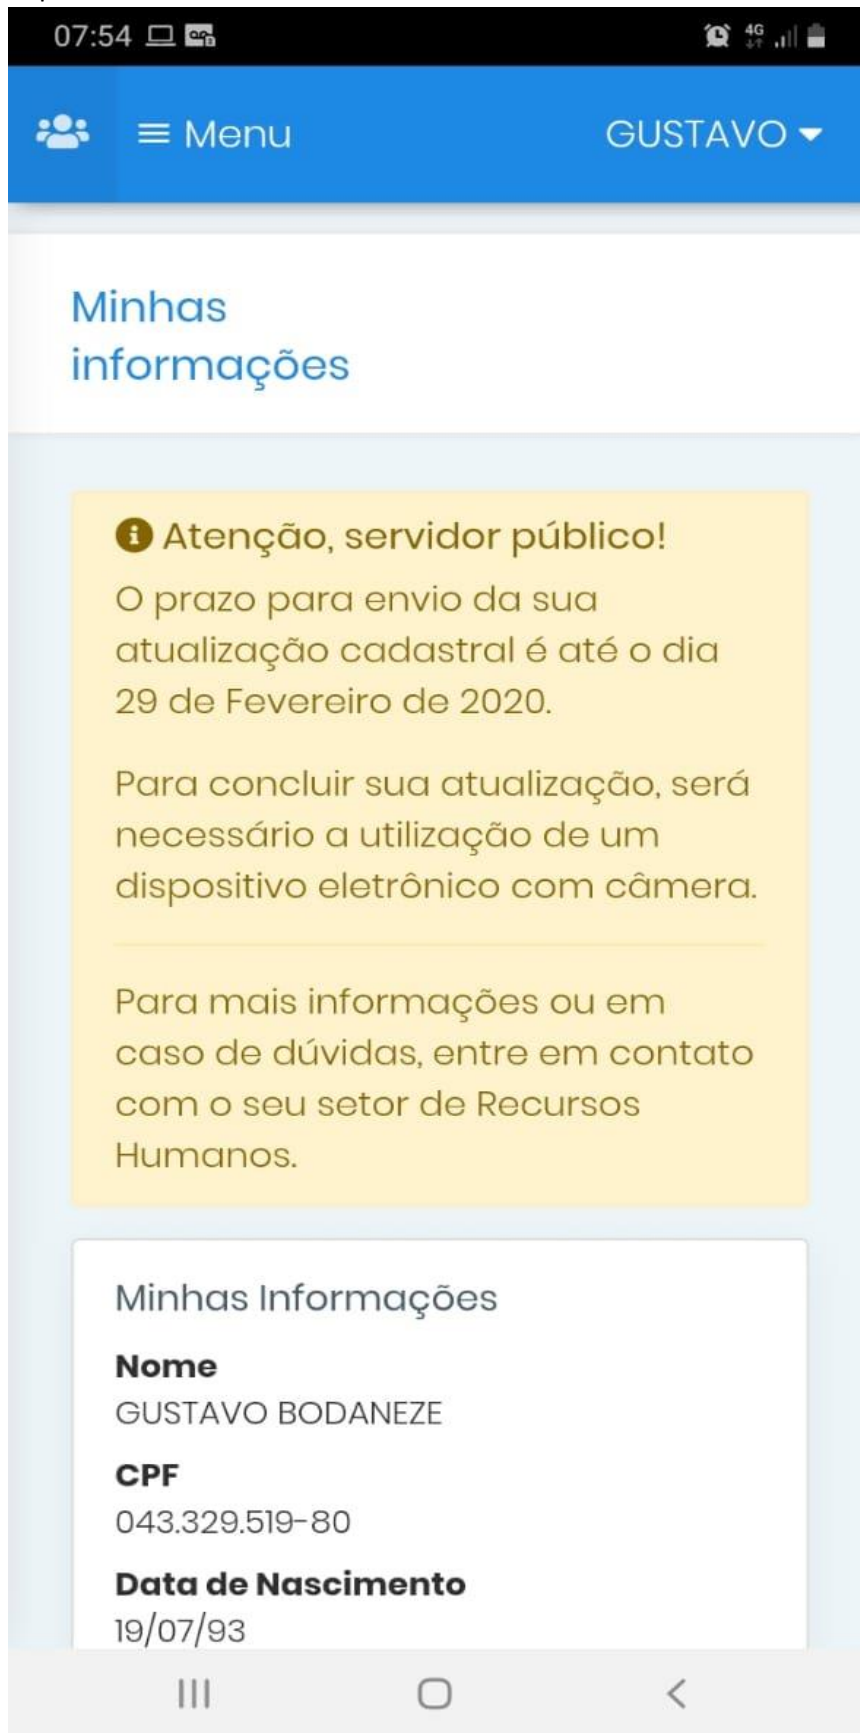 07:54
4G
Menu
GUSTAVO
Minhas
informações
Atenção, servidor público!
O prazo para envio da sua
atualização cadastral é até o dia
29 de Fevereiro de 2020.
Para concluir sua atualização, será
necessário a utilização de um
dispositivo eletrônico com câmera.
Para mais informações ou em
caso de dúvidas, entre em contato
com o seu setor de Recursos
Humanos.
Minhas Informações
Nome
GUSTAVO BODANEZE
CPF
043.329.519-80
Data de Nascimento
19/07/93